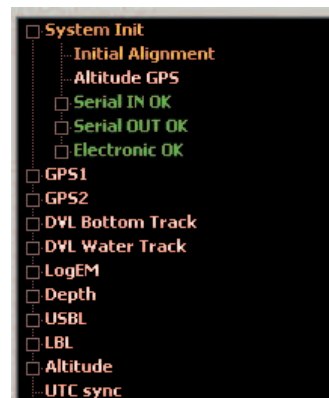 System Init
Initial Alignment
Altitude GPS
Serial IN OK
Serial OUT OK
Electronic OK
GPS1
GPS2
DVL Bottom Track
DVL Water Track
LogEM
Depth
USBL
LBL
Altitude
UTC sync